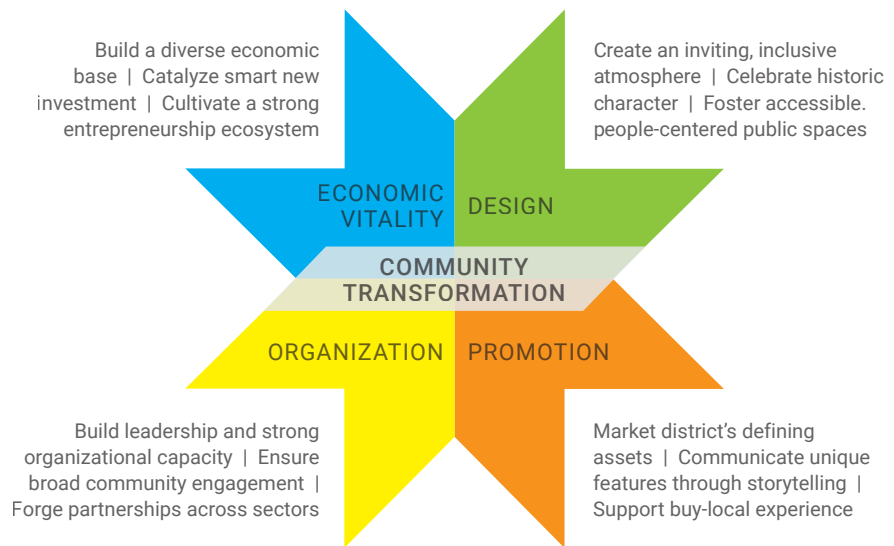 Build a diverse economic
base | Catalyze smart new
investment | Cultivate a strong
entrepreneurship ecosystem
Create an inviting, inclusive
atmosphere | Celebrate historic
character | Foster accessible.
people-centered public spaces
ECONOMIC
VITALITY
DESIGN
COMMUNITY
TRANSFORMATION
ORGANIZATION
PROMOTION
Build leadership and strong
organizational capacity | Ensure
broad community engagement |
Forge partnerships across sectors
Market district’s defining
assets | Communicate unique
features through storytelling |
Support buy-local experience